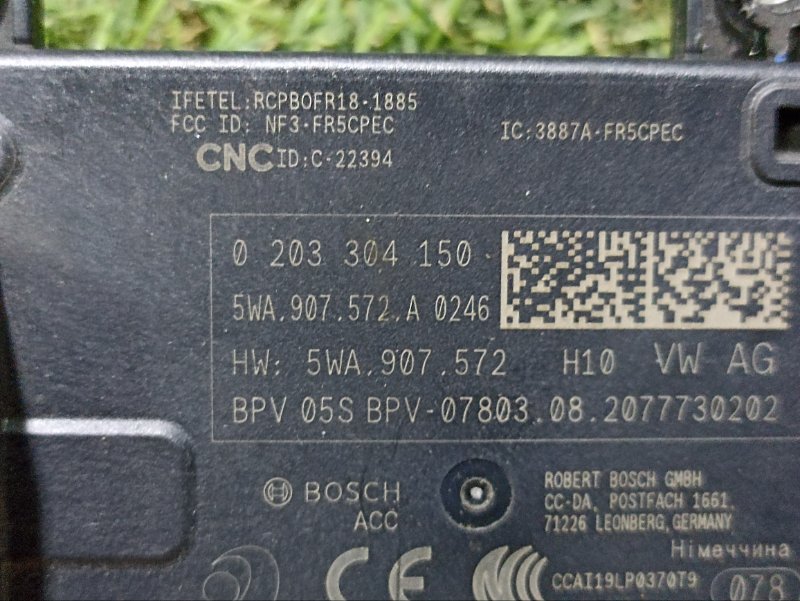 IFETEL:RCPBOFR18-1885
FCC ID: NF3-FR5CPEC
IC:3887A-FR5CPEC
CNC ID:C-22394
0 203 304 150
5WA.907.572.A 0246
HW: 5WA.907.572 H10 VW AG
BPV 05S BPV-07803.08.2077730202
BOSCH
ACC
ROBERT BOSCH GMBH
CC-DA, POSTFACH 1661,
71226 LEONBERG,GERMANY
Німеччина
CE
CCC
CCAI19LP0370T9
078